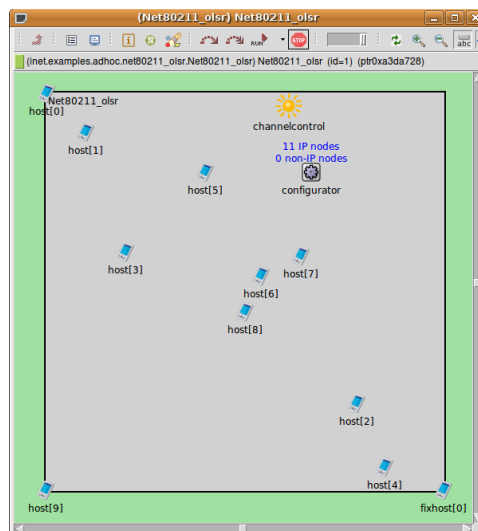 (Net80211_olsr) Net80211_olsr
RUN
STOP
abc
(inet.examples.adhoc.net80211_olsr.Net80211_olsr) Net80211_olsr (id=1) (ptr0xa3da728)
Net80211_olsr
host[0]
channelcontrol
host[1]
11 IP nodes
0 non-IP nodes
host[5]
configurator
host[3]
host[7]
host[6]
host[8]
host[2]
host[4]
host[9]
fixhost[0]